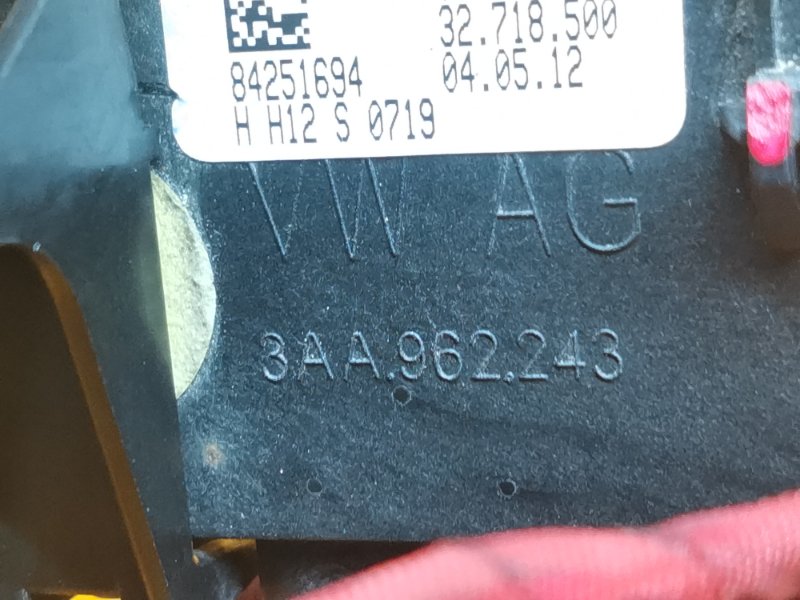 32.718.500
84251694 04.05.12
H H12 S 0719
VW AG
3AA.962.243